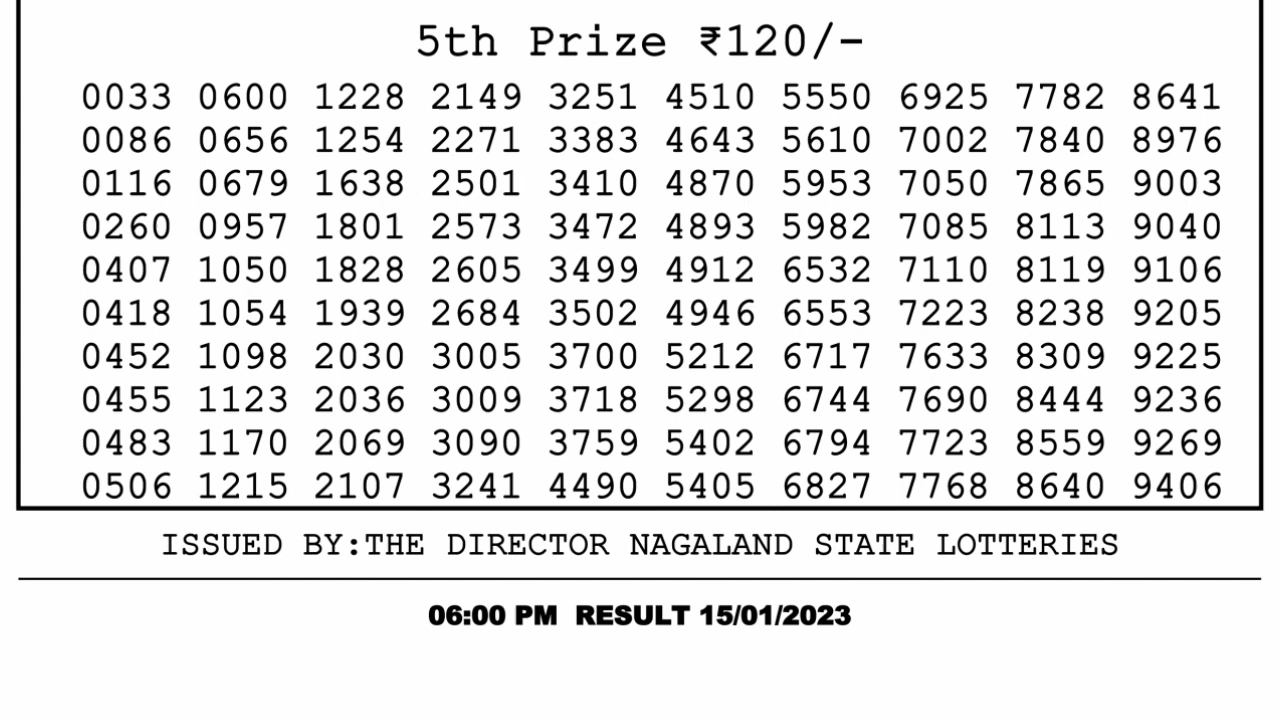 5th Prize ₹120/-
0033 0600 1228 2149 3251 4510 5550 6925 7782 8641
0086 0656 1254 2271 3383 4643 5610 7002 7840 8976
0116 0679 1638 2501 3410 4870 5953 7050 7865 9003
0260 0957 1801 2573 3472 4893 5982 7085 8113 9040
0407 1050 1828 2605 3499 4912 6532 7110 8119 9106
0418 1054 1939 2684 3502 4946 6553 7223 8238 9205
0452 1098 2030 3005 3700 5212 6717 7633 8309 9225
0455 1123 2036 3009 3718 5298 6744 7690 8444 9236
0483 1170 2069 3090 3759 5402 6794 7723 8559 9269
0506 1215 2107 3241 4490 5405 6827 7768 8640 9406
ISSUED BY:THE DIRECTOR NAGALAND STATE LOTTERIES
06:00 PM RESULT 15/01/2023